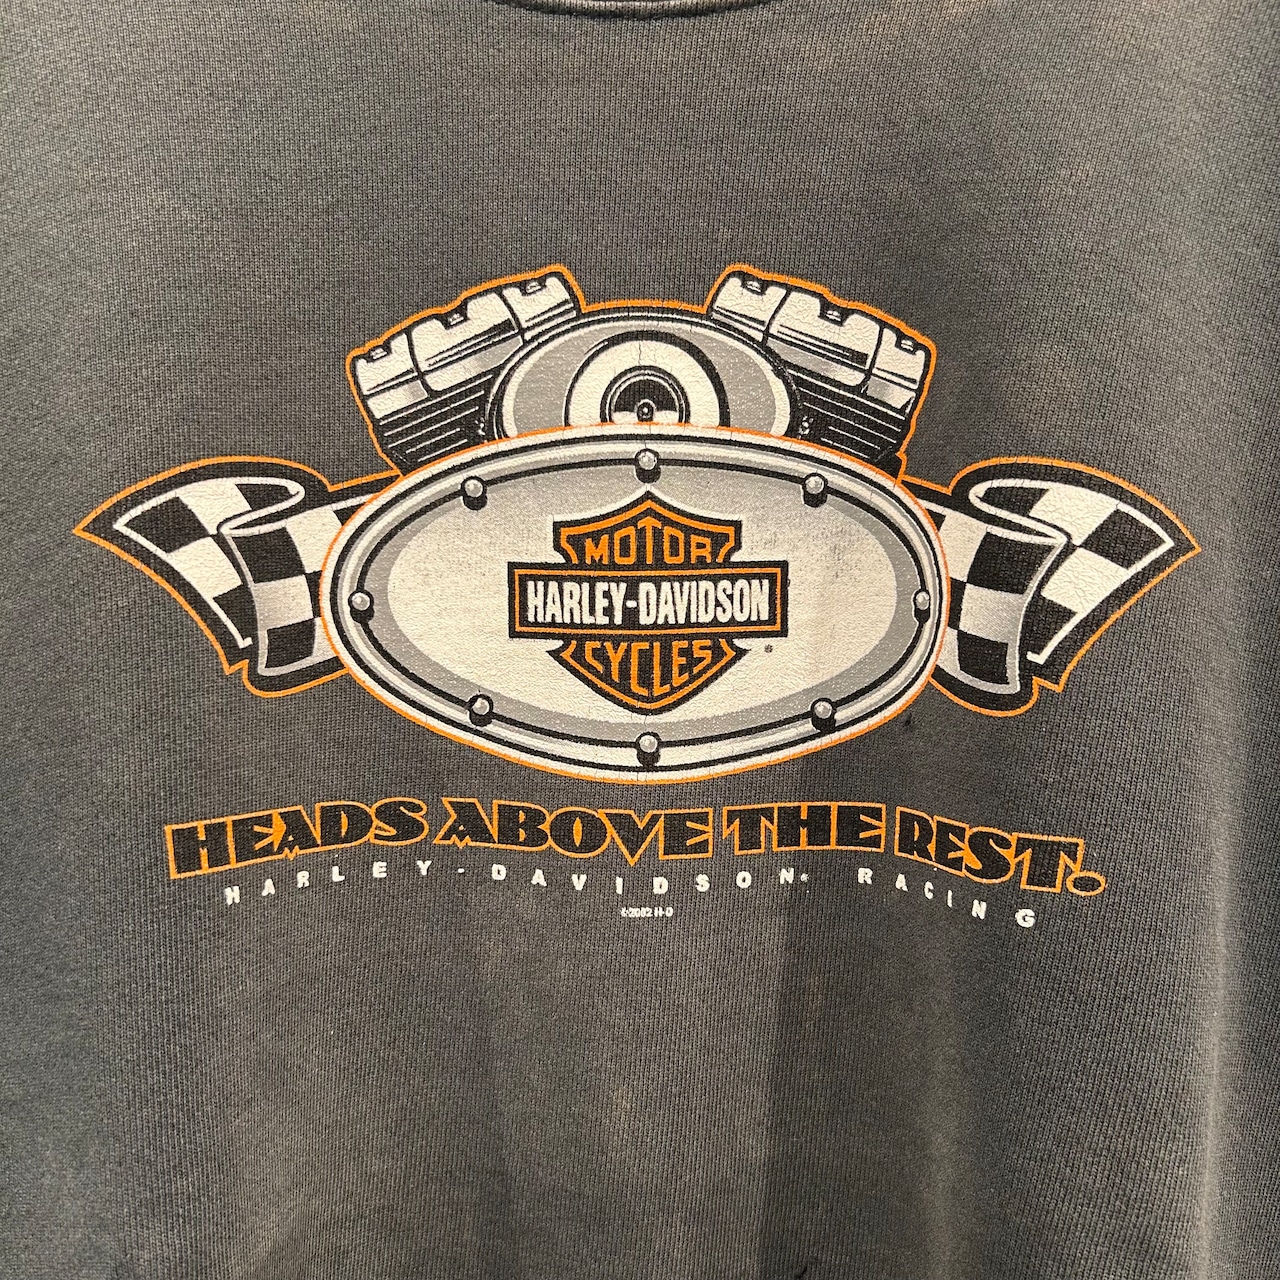 MOTOR
HARLEY-DAVIDSON
CYCLES
®
HEADS ABOVE THE REST.
HARLEY-DAVIDSON® RACING
©2002 H-D